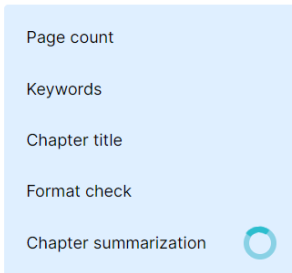 Page count
Keywords
Chapter title
Format check
Chapter summarization